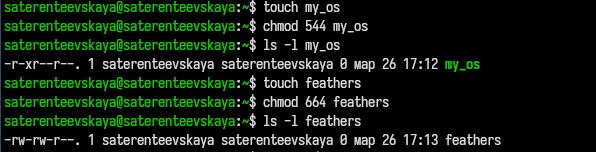 saterenteevskaya@saterenteevskaya:~$ touch my_os
saterenteevskaya@saterenteevskaya:~$ chmod 544 my_os
saterenteevskaya@saterenteevskaya:~$ ls -l my_os
-r-xr--r--. 1 saterenteevskaya saterenteevskaya 0 мар 26 17:12 my_os
saterenteevskaya@saterenteevskaya:~$ touch feathers
saterenteevskaya@saterenteevskaya:~$ chmod 664 feathers
saterenteevskaya@saterenteevskaya:~$ ls -l feathers
-rw-rw-r--. 1 saterenteevskaya saterenteevskaya 0 мар 26 17:13 feathers